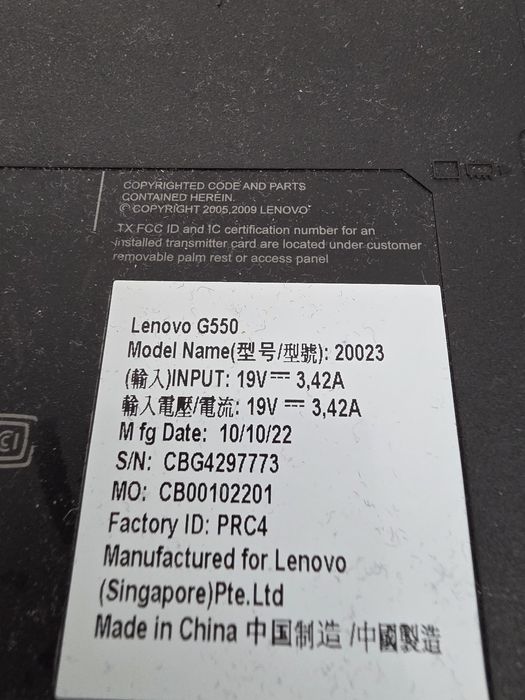 COPYRIGHTED CODE AND PARTS
CONTAINED HEREIN.
© COPYRIGHT 2005,2009 LENOVO
TX FCC ID and IC certification number for an
installed transmitter card are located under customer
removable palm rest or access panel
Lenovo G550
Model Name(型号/型號): 20023
(輸入)INPUT: 19V⎓ 3,42A
輸入電壓/電流: 19V ⎓ 3,42A
Mfg Date: 10/10/22
S/N: CBG4297773
MO: CB00102201
Factory ID: PRC4
Manufactured for Lenovo
(Singapore)Pte.Ltd
Made in China 中国制造 /中國製造
CI